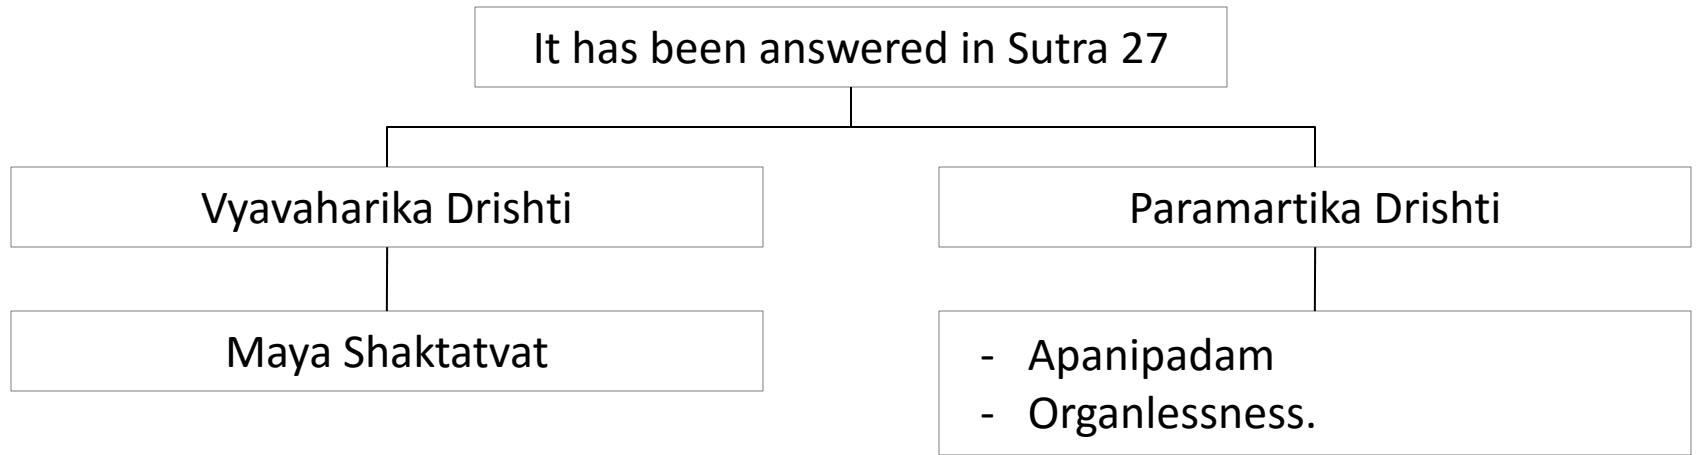 It has been answered in Sutra 27
Vyavaharika Drishti
Paramartika Drishti
Maya Shaktatvat
- Apanipadam
- Organlessness.